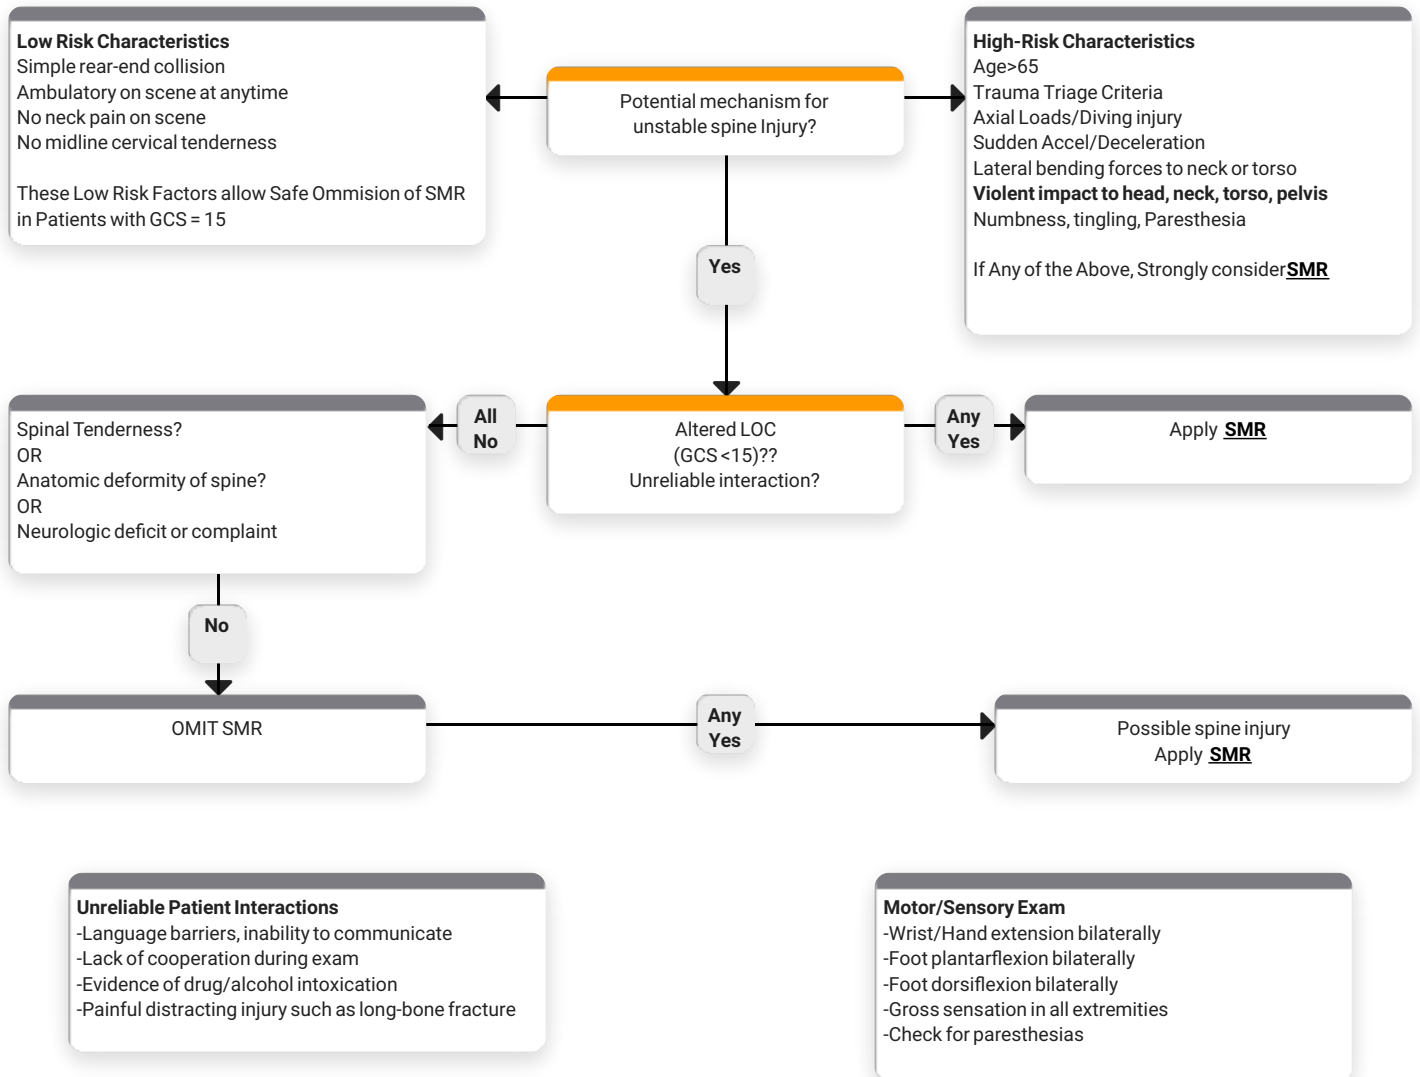 Low Risk Characteristics
Simple rear-end collision
Ambulatory on scene at anytime
No neck pain on scene
No midline cervical tenderness
These Low Risk Factors allow Safe Ommision of SMR
in Patients with GCS = 15
Potential mechanism for
unstable spine Injury?
High-Risk Characteristics
Age>65
Trauma Triage Criteria
Axial Loads/Diving injury
Sudden Accel/Deceleration
Lateral bending forces to neck or torso
Violent impact to head, neck, torso, pelvis
Numbness, tingling, Paresthesia
If Any of the Above, Strongly consider SMR
Yes
Spinal Tenderness?
OR
Anatomic deformity of spine?
OR
Neurologic deficit or complaint
All
No
Altered LOC
(GCS <15)??
Unreliable interaction?
Any
Yes
Apply SMR
No
OMIT SMR
Any
Yes
Possible spine injury
Apply SMR
Unreliable Patient Interactions
-Language barriers, inability to communicate
-Lack of cooperation during exam
-Evidence of drug/alcohol intoxication
-Painful distracting injury such as long-bone fracture
Motor/Sensory Exam
-Wrist/Hand extension bilaterally
-Foot plantarflexion bilaterally
-Foot dorsiflexion bilaterally
-Gross sensation in all extremities
-Check for paresthesias